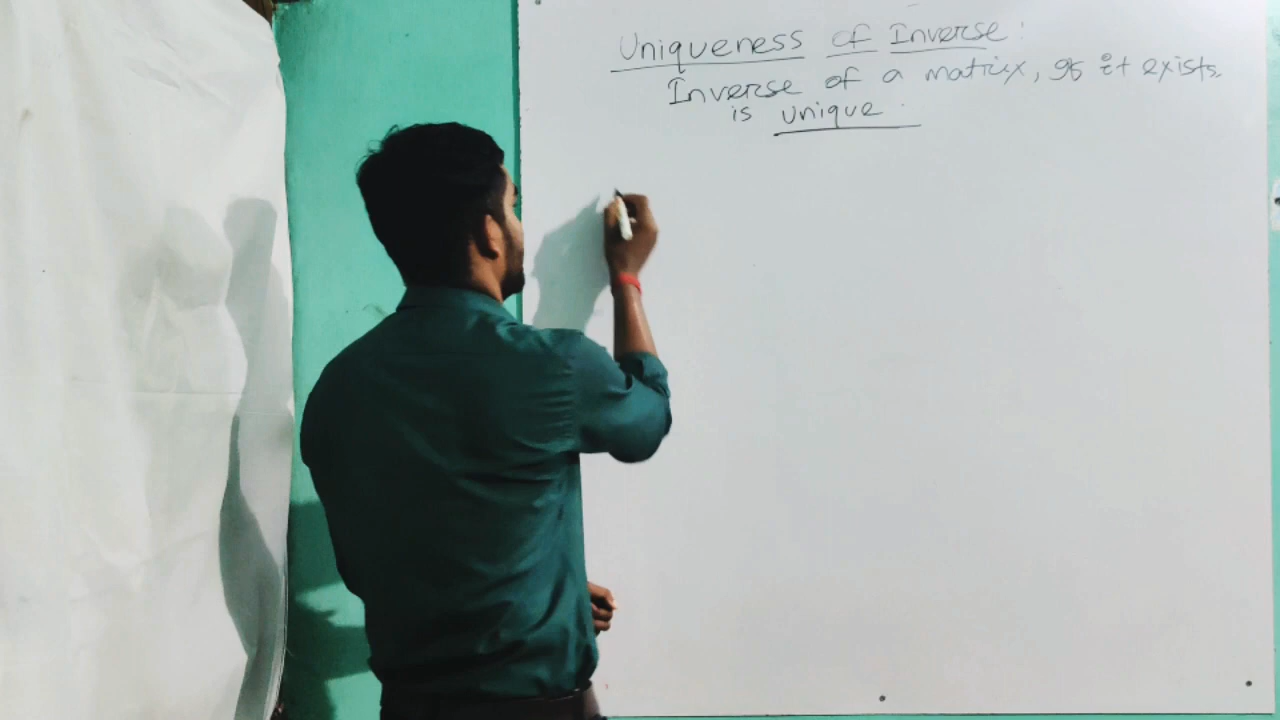 Uniqueness of Inverse :
Inverse of a matrix, If it exists.
is unique.